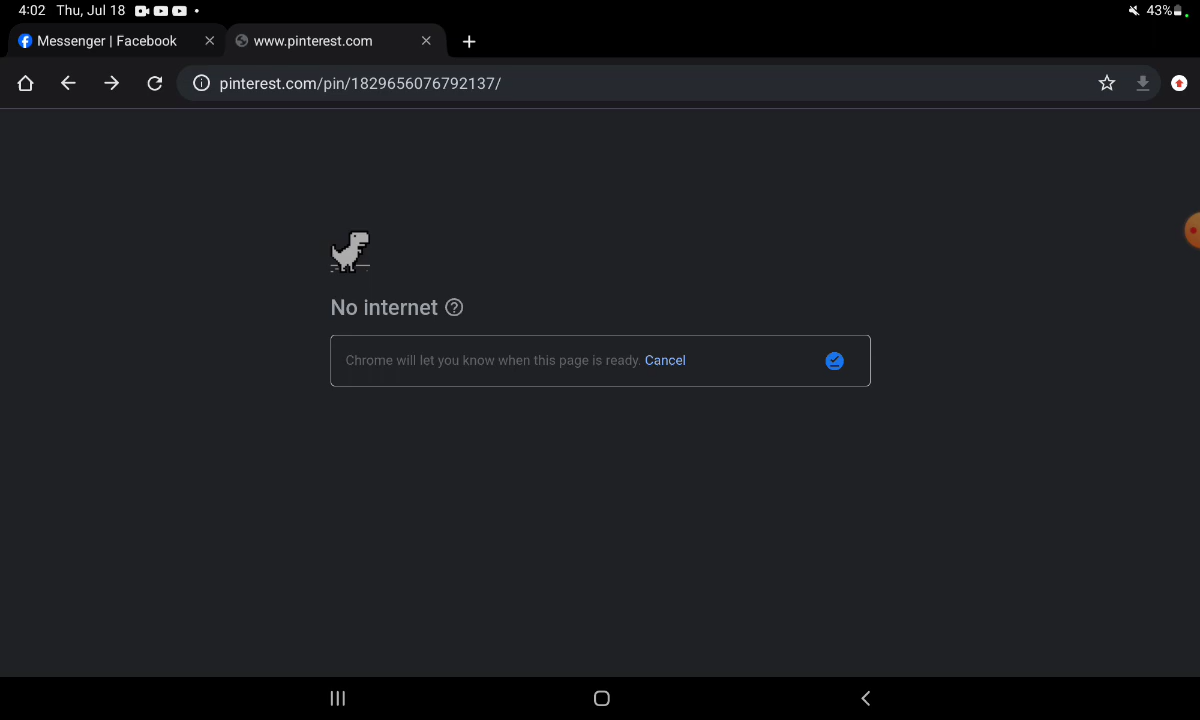 4:02 Thu, Jul 18 43%
Messenger | Facebook www.pinterest.com
pinterest.com/pin/1829656076792137/
No internet
Chrome will let you know when this page is ready. Cancel